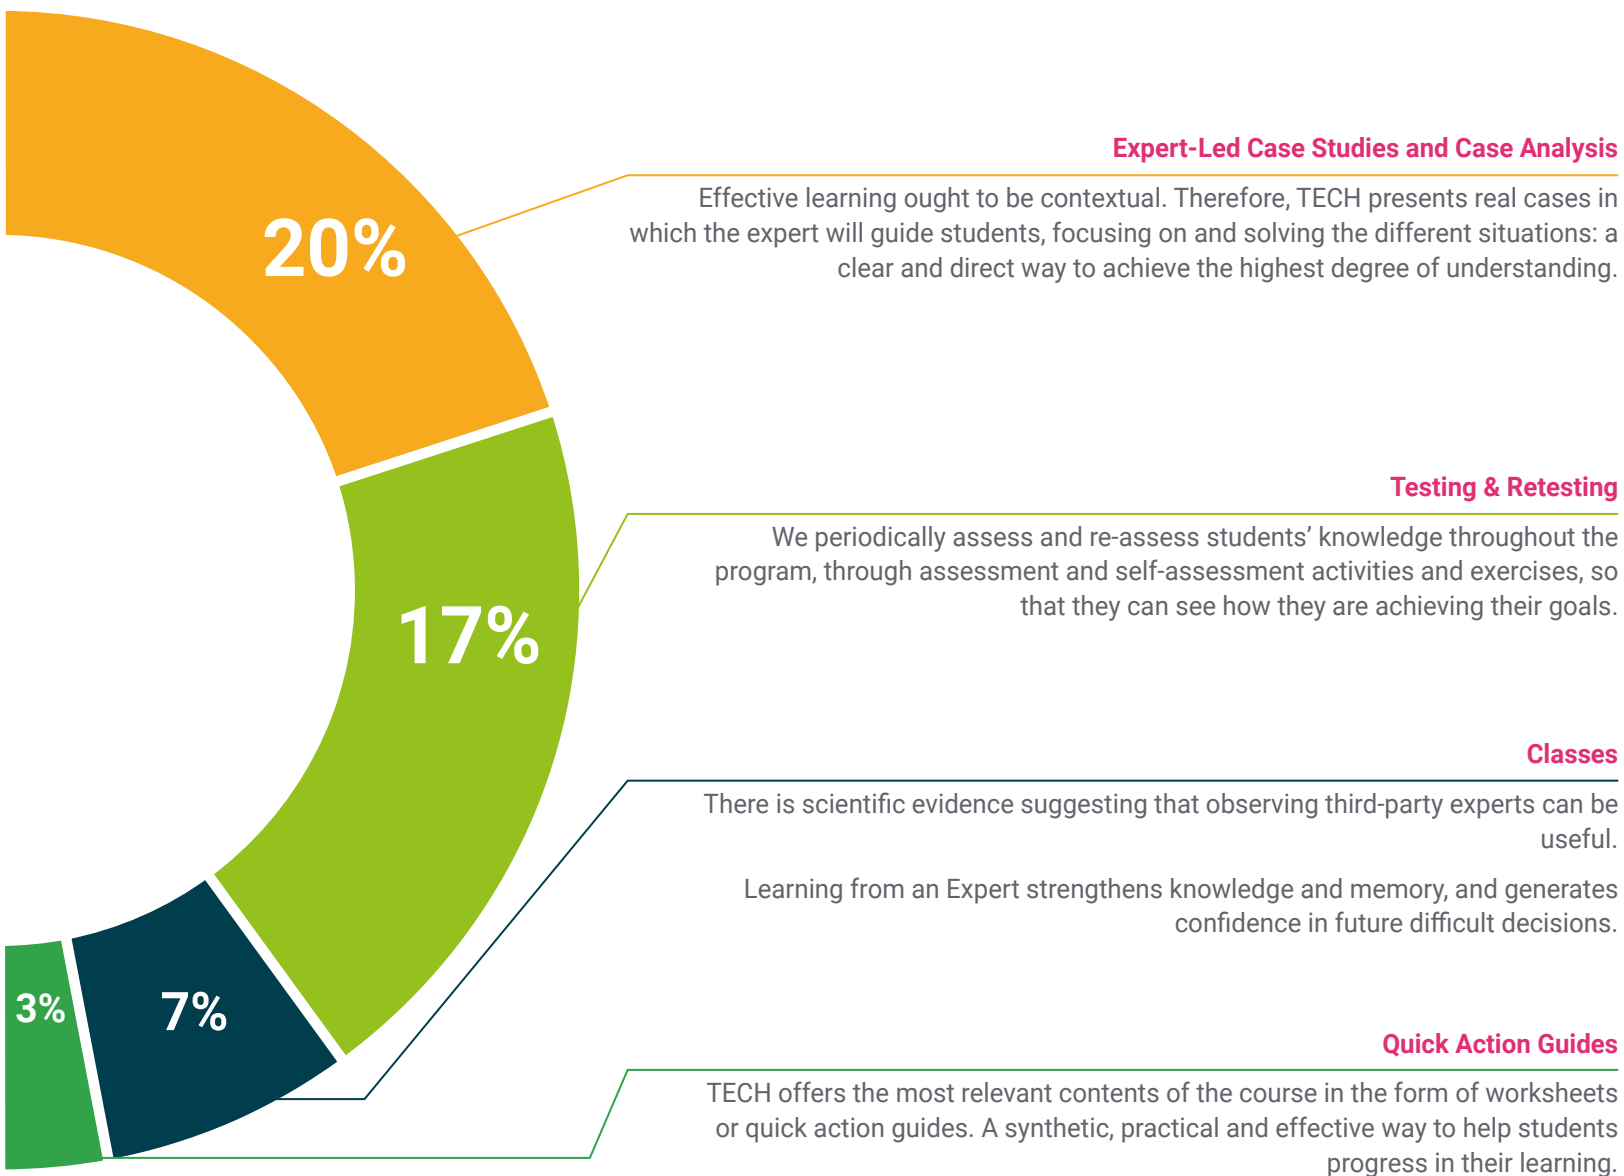 Expert-Led Case Studies and Case Analysis
Effective learning ought to be contextual. Therefore, TECH presents real cases in
which the expert will guide students, focusing on and solving the different situations: a
clear and direct way to achieve the highest degree of understanding.
20%
Testing & Retesting
We periodically assess and re-assess students’ knowledge throughout the
program, through assessment and self-assessment activities and exercises, so
that they can see how they are achieving their goals.
17%
Classes
There is scientific evidence suggesting that observing third-party experts can be
useful.
Learning from an Expert strengthens knowledge and memory, and generates
confidence in future difficult decisions.
7%
3%
Quick Action Guides
TECH offers the most relevant contents of the course in the form of worksheets
or quick action guides. A synthetic, practical and effective way to help students
progress in their learning.